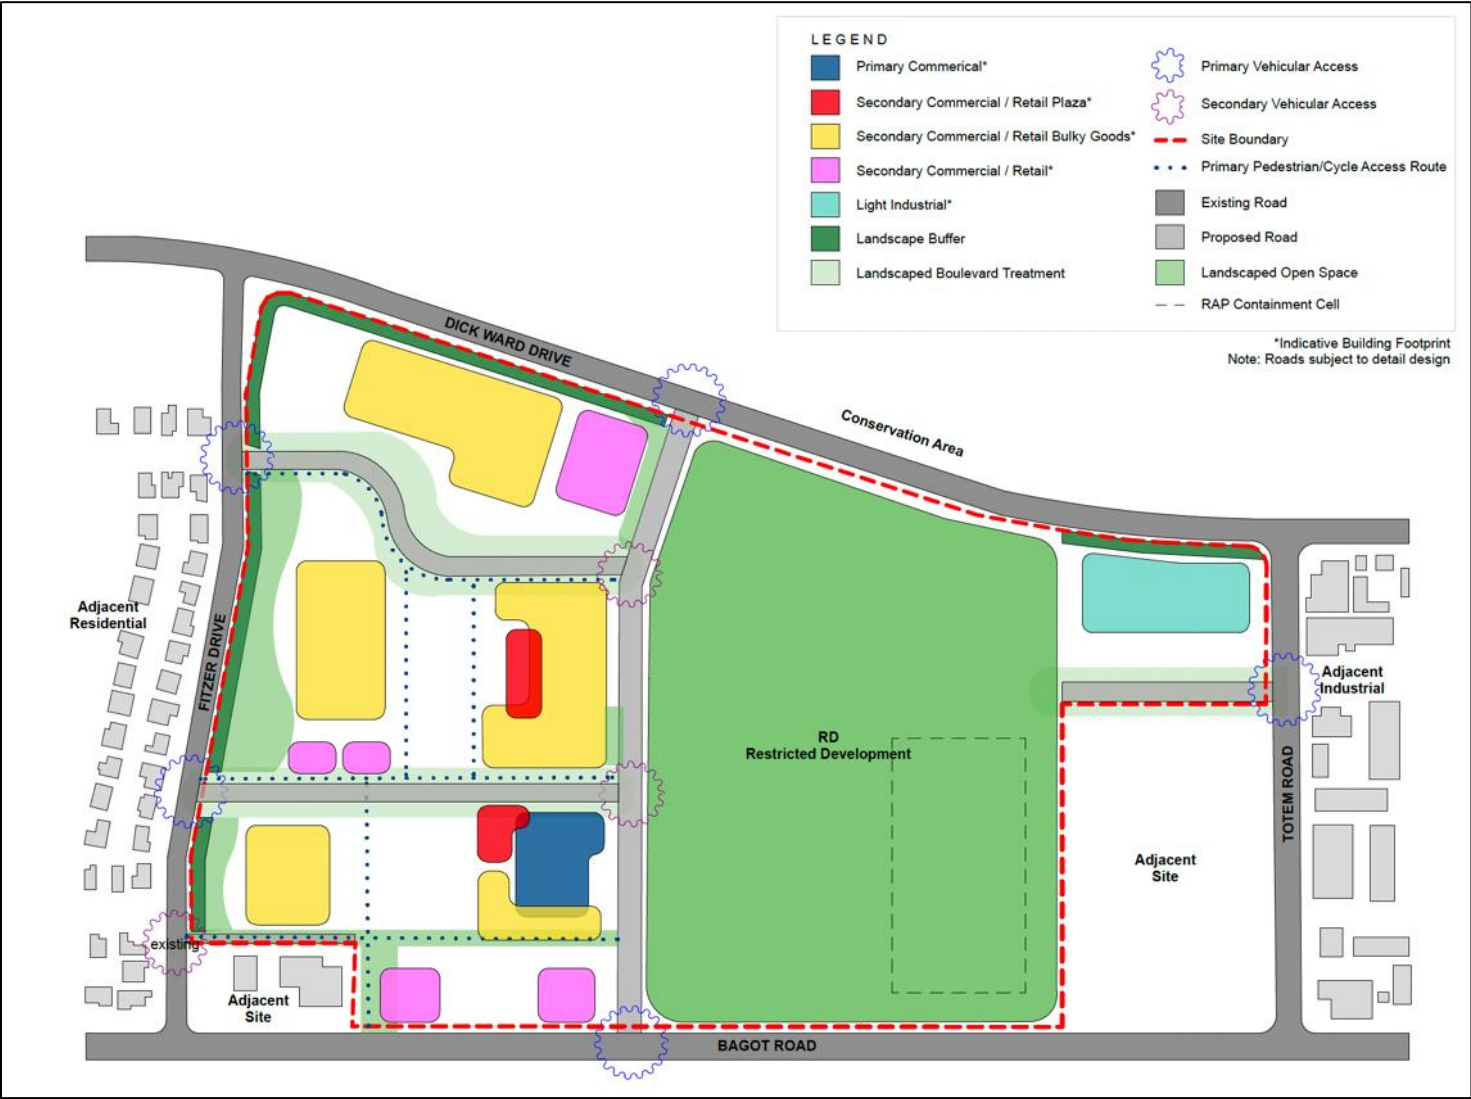 LEGEND
Primary Commerical*
Secondary Commercial / Retail Plaza*
Secondary Commercial / Retail Bulky Goods*
Secondary Commercial / Retail*
Light Industrial*
Landscape Buffer
Landscaped Boulevard Treatment
Primary Vehicular Access
Secondary Vehicular Access
Site Boundary
Primary Pedestrian/Cycle Access Route
Existing Road
Proposed Road
Landscaped Open Space
RAP Containment Cell
*Indicative Building Footprint
Note: Roads subject to detail design
DICK WARD DRIVE
Conservation Area
Adjacent
Residential
FITZER DRIVE
Adjacent
Industrial
RD
Restricted Development
TOTEM ROAD
Adjacent
Site
existing
Adjacent
Site
BAGOT ROAD